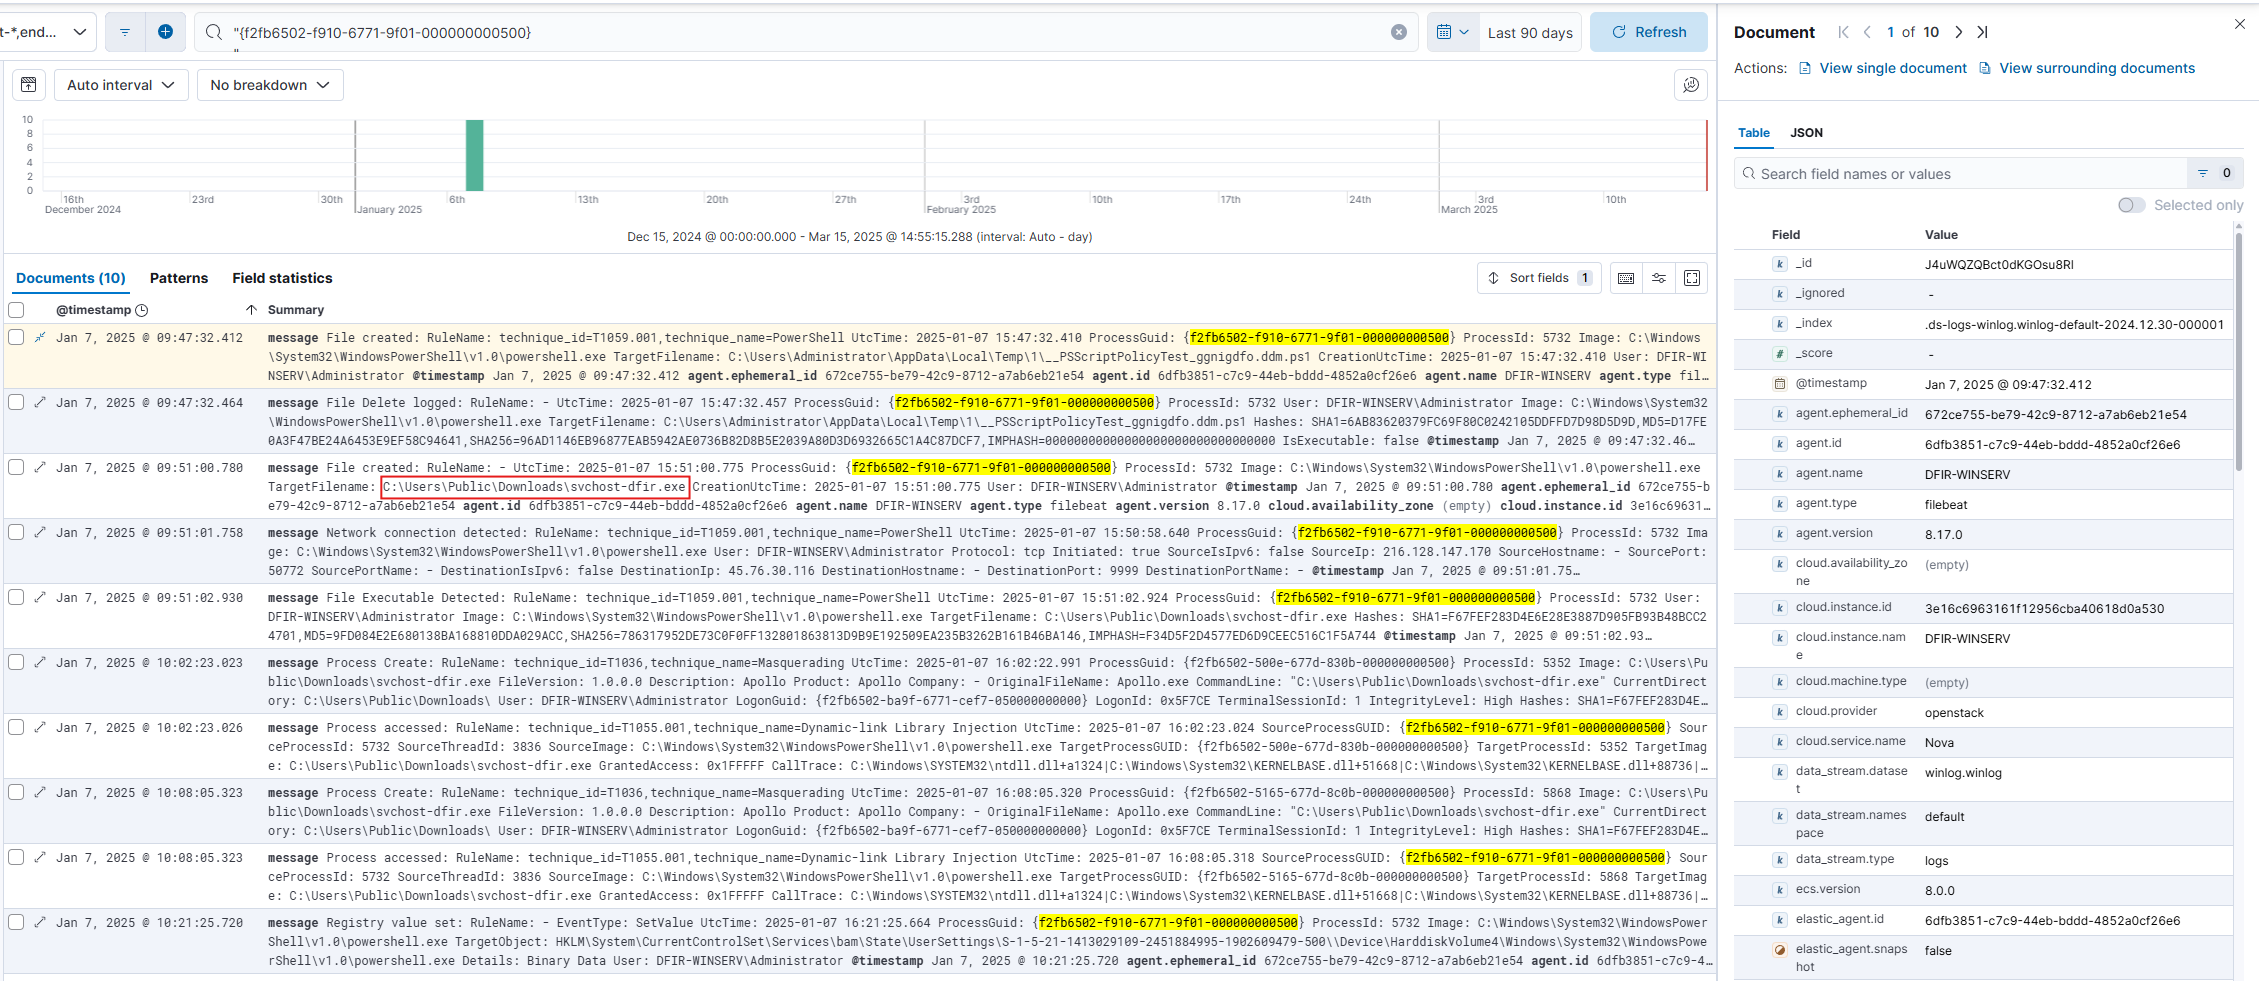 t-*,end...
"{f2fb6502-f910-6771-9f01-000000000500}
"
Last 90 days
Refresh
Auto interval
No breakdown
10
8
6
4
2
0
16th
December 2024
23rd
30th
January 2025
6th
13th
20th
27th
February 2025
3rd
10th
17th
24th
March 2025
3rd
10th
Dec 15, 2024 @ 00:00:00.000 - Mar 15, 2025 @ 14:55:15.288 (interval: Auto - day)
Documents (10) Patterns Field statistics
Sort fields 1
@timestamp Summary
Jan 7, 2025 @ 09:47:32.412 message File created: RuleName: technique_id=T1059.001,technique_name=PowerShell UtcTime: 2025-01-07 15:47:32.410 ProcessGuid: {f2fb6502-f910-6771-9f01-000000000500} ProcessId: 5732 Image: C:\Windows
\System32\WindowsPowerShell\v1.0\powershell.exe TargetFilename: C:\Users\Administrator\AppData\Local\Temp\1\__PSScriptPolicyTest_ggnigdfo.ddm.ps1 CreationUtcTime: 2025-01-07 15:47:32.410 User: DFIR-WI
NSERV\Administrator @timestamp Jan 7, 2025 @ 09:47:32.412 agent.ephemeral_id 672ce755-be79-42c9-8712-a7ab6eb21e54 agent.id 6dfb3851-c7c9-44eb-bddd-4852a0cf26e6 agent.name DFIR-WINSERV agent.type fil…
Jan 7, 2025 @ 09:47:32.464 message File Delete logged: RuleName: - UtcTime: 2025-01-07 15:47:32.457 ProcessGuid: {f2fb6502-f910-6771-9f01-000000000500} ProcessId: 5732 User: DFIR-WINSERV\Administrator Image: C:\Windows\System32
\WindowsPowerShell\v1.0\powershell.exe TargetFilename: C:\Users\Administrator\AppData\Local\Temp\1\__PSScriptPolicyTest_ggnigdfo.ddm.ps1 Hashes: SHA1=6AB83620379FC69F80C0242105DDFFD7D98D5D9D,MD5=D17FE
0A3F47BE24A6453E9EF58C94641,SHA256=96AD1146EB96877EAB5942AE0736B82D8B5E2039A80D3D6932665C1A4C87DCF7,IMPHASH=00000000000000000000000000000000 IsExecutable: false @timestamp Jan 7, 2025 @ 09:47:32.46…
Jan 7, 2025 @ 09:51:00.780 message File created: RuleName: - UtcTime: 2025-01-07 15:51:00.775 ProcessGuid: {f2fb6502-f910-6771-9f01-000000000500} ProcessId: 5732 Image: C:\Windows\System32\WindowsPowerShell\v1.0\powershell.exe
TargetFilename: C:\Users\Public\Downloads\svchost-dfir.exe CreationUtcTime: 2025-01-07 15:51:00.775 User: DFIR-WINSERV\Administrator @timestamp Jan 7, 2025 @ 09:51:00.780 agent.ephemeral_id 672ce755-b
e79-42c9-8712-a7ab6eb21e54 agent.id 6dfb3851-c7c9-44eb-bddd-4852a0cf26e6 agent.name DFIR-WINSERV agent.type filebeat agent.version 8.17.0 cloud.availability_zone (empty) cloud.instance.id 3e16c69631…
Jan 7, 2025 @ 09:51:01.758 message Network connection detected: RuleName: technique_id=T1059.001,technique_name=PowerShell UtcTime: 2025-01-07 15:50:58.640 ProcessGuid: {f2fb6502-f910-6771-9f01-000000000500} ProcessId: 5732 Ima
ge: C:\Windows\System32\WindowsPowerShell\v1.0\powershell.exe User: DFIR-WINSERV\Administrator Protocol: tcp Initiated: true SourceIsIpv6: false SourceIp: 216.128.147.170 SourceHostname: - SourcePort:
50772 SourcePortName: - DestinationIsIpv6: false DestinationIp: 45.76.30.116 DestinationHostname: - DestinationPort: 9999 DestinationPortName: - @timestamp Jan 7, 2025 @ 09:51:01.75…
Jan 7, 2025 @ 09:51:02.930 message File Executable Detected: RuleName: technique_id=T1059.001,technique_name=PowerShell UtcTime: 2025-01-07 15:51:02.924 ProcessGuid: {f2fb6502-f910-6771-9f01-000000000500} ProcessId: 5732 User:
DFIR-WINSERV\Administrator Image: C:\Windows\System32\WindowsPowerShell\v1.0\powershell.exe TargetFilename: C:\Users\Public\Downloads\svchost-dfir.exe Hashes: SHA1=F67FEF283D4E6E28E3887D905FB93B48BCC2
4701,MD5=9FD084E2E680138BA168810DDA029ACC,SHA256=786317952DE73C0F0FF132801863813D9B9E192509EA235B3262B161B46BA146,IMPHASH=F34D5F2D4577ED6D9CEEC516C1F5A744 @timestamp Jan 7, 2025 @ 09:51:02.93…
Jan 7, 2025 @ 10:02:23.023 message Process Create: RuleName: technique_id=T1036,technique_name=Masquerading UtcTime: 2025-01-07 16:02:22.991 ProcessGuid: {f2fb6502-500e-677d-830b-000000000500} ProcessId: 5352 Image: C:\Users\Pu
blic\Downloads\svchost-dfir.exe FileVersion: 1.0.0.0 Description: Apollo Product: Apollo Company: - OriginalFileName: Apollo.exe CommandLine: "C:\Users\Public\Downloads\svchost-dfir.exe" CurrentDirect
ory: C:\Users\Public\Downloads\ User: DFIR-WINSERV\Administrator LogonGuid: {f2fb6502-ba9f-6771-cef7-050000000000} LogonId: 0x5F7CE TerminalSessionId: 1 IntegrityLevel: High Hashes: SHA1=F67FEF283D4E…
Jan 7, 2025 @ 10:02:23.026 message Process accessed: RuleName: technique_id=T1055.001,technique_name=Dynamic-link Library Injection UtcTime: 2025-01-07 16:02:23.024 SourceProcessGUID: {f2fb6502-f910-6771-9f01-000000000500} Sour
ceProcessId: 5732 SourceThreadId: 3836 SourceImage: C:\Windows\System32\WindowsPowerShell\v1.0\powershell.exe TargetProcessGUID: {f2fb6502-500e-677d-830b-000000000500} TargetProcessId: 5352 TargetImag
e: C:\Users\Public\Downloads\svchost-dfir.exe GrantedAccess: 0x1FFFFF CallTrace: C:\Windows\SYSTEM32\ntdll.dll+a1324|C:\Windows\System32\KERNELBASE.dll+51668|C:\Windows\System32\KERNELBASE.dll+88736|…
Jan 7, 2025 @ 10:08:05.323 message Process Create: RuleName: technique_id=T1036,technique_name=Masquerading UtcTime: 2025-01-07 16:08:05.320 ProcessGuid: {f2fb6502-5165-677d-8c0b-000000000500} ProcessId: 5868 Image: C:\Users\Pu
blic\Downloads\svchost-dfir.exe FileVersion: 1.0.0.0 Description: Apollo Product: Apollo Company: - OriginalFileName: Apollo.exe CommandLine: "C:\Users\Public\Downloads\svchost-dfir.exe" CurrentDirect
ory: C:\Users\Public\Downloads\ User: DFIR-WINSERV\Administrator LogonGuid: {f2fb6502-ba9f-6771-cef7-050000000000} LogonId: 0x5F7CE TerminalSessionId: 1 IntegrityLevel: High Hashes: SHA1=F67FEF283D4E…
Jan 7, 2025 @ 10:08:05.323 message Process accessed: RuleName: technique_id=T1055.001,technique_name=Dynamic-link Library Injection UtcTime: 2025-01-07 16:08:05.318 SourceProcessGUID: {f2fb6502-f910-6771-9f01-000000000500} Sour
ceProcessId: 5732 SourceThreadId: 3836 SourceImage: C:\Windows\System32\WindowsPowerShell\v1.0\powershell.exe TargetProcessGUID: {f2fb6502-5165-677d-8c0b-000000000500} TargetProcessId: 5868 TargetImag
e: C:\Users\Public\Downloads\svchost-dfir.exe GrantedAccess: 0x1FFFFF CallTrace: C:\Windows\SYSTEM32\ntdll.dll+a1324|C:\Windows\System32\KERNELBASE.dll+51668|C:\Windows\System32\KERNELBASE.dll+88736|…
Jan 7, 2025 @ 10:21:25.720 message Registry value set: RuleName: - EventType: SetValue UtcTime: 2025-01-07 16:21:25.664 ProcessGuid: {f2fb6502-f910-6771-9f01-000000000500} ProcessId: 5732 Image: C:\Windows\System32\WindowsPower
Shell\v1.0\powershell.exe TargetObject: HKLM\System\CurrentControlSet\Services\bam\State\UserSettings\S-1-5-21-1413029109-2451884995-1902609479-500\\Device\HarddiskVolume4\Windows\System32\WindowsPowe
rShell\v1.0\powershell.exe Details: Binary Data User: DFIR-WINSERV\Administrator @timestamp Jan 7, 2025 @ 10:21:25.720 agent.ephemeral_id 672ce755-be79-42c9-8712-a7ab6eb21e54 agent.id 6dfb3851-c7c9-4…
Document 1 of 10
Actions: View single document View surrounding documents
Table JSON
Search field names or values 0
Selected only
Field Value
_id J4uWQZQBct0dKGOsu8Rl
_ignored -
_index .ds-logs-winlog.winlog-default-2024.12.30-000001
_score -
@timestamp Jan 7, 2025 @ 09:47:32.412
agent.ephemeral_id 672ce755-be79-42c9-8712-a7ab6eb21e54
agent.id 6dfb3851-c7c9-44eb-bddd-4852a0cf26e6
agent.name DFIR-WINSERV
agent.type filebeat
agent.version 8.17.0
cloud.availability_zo
ne (empty)
cloud.instance.id 3e16c6963161f12956cba40618d0a530
cloud.instance.nam
e DFIR-WINSERV
cloud.machine.type (empty)
cloud.provider openstack
cloud.service.name Nova
data_stream.datase
t winlog.winlog
data_stream.names
pace default
data_stream.type logs
ecs.version 8.0.0
elastic_agent.id 6dfb3851-c7c9-44eb-bddd-4852a0cf26e6
elastic_agent.snaps
hot false